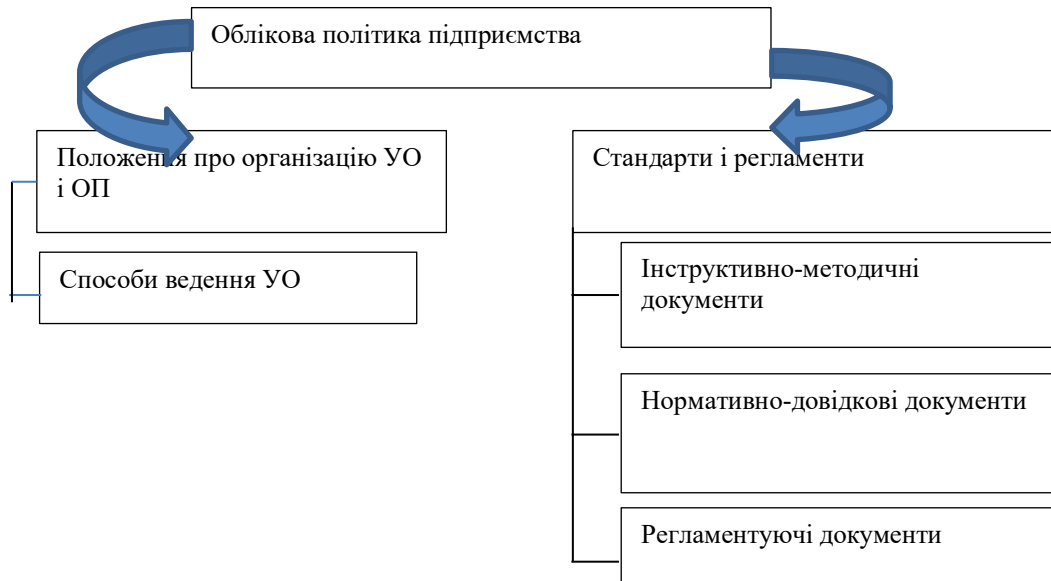 Облікова політика підприємства
Положення про організацію УО
і ОП
Способи ведення УО
Стандарти і регламенти
Інструктивно-методичні
документи
Нормативно-довідкові документи
Регламентуючі документи